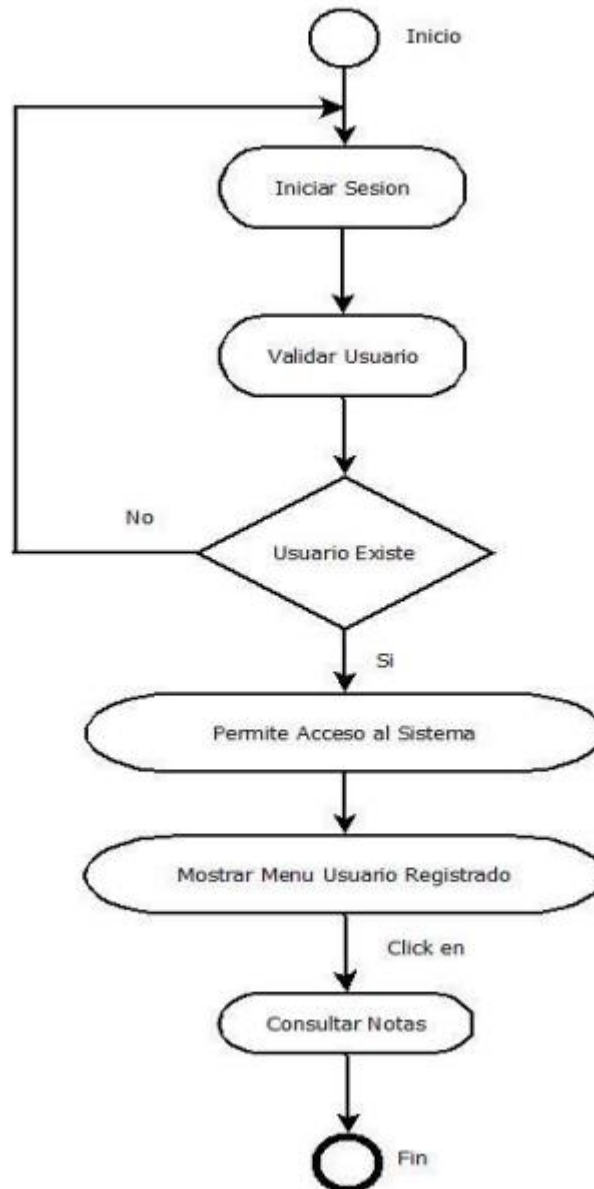 Inicio
Iniciar Sesion
Validar Usuario
No
Usuario Existe
Si
Permite Acceso al Sistema
Mostrar Menu Usuario Registrado
Click en
Consultar Notas
Fin